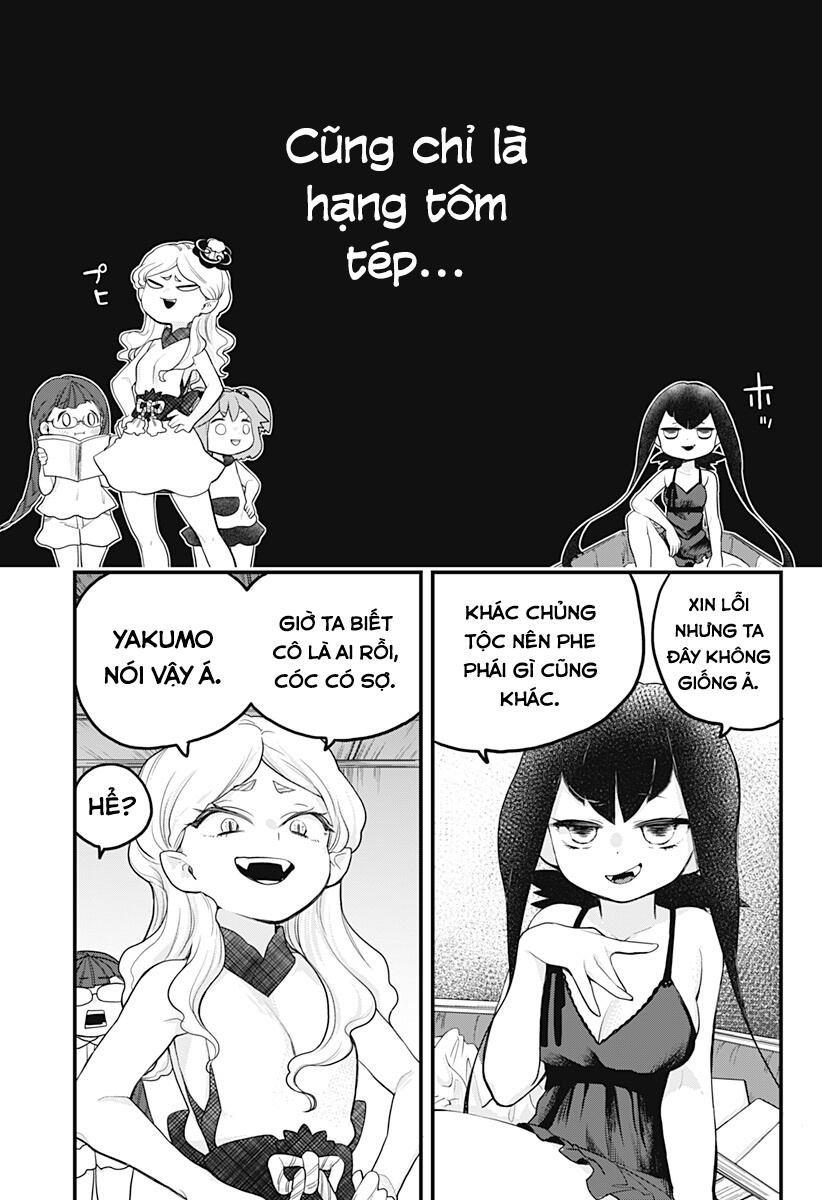 Cũng chỉ là
hạng tôm
tép...
プヒ
ホッ
XIN LỖI
NHƯNG TA
ĐÂY KHÔNG
GIỐNG Ả.
KHÁC CHỦNG
TỘC NÊN PHE
PHÁI GÌ CŨNG
KHÁC.
GIỜ TA BIẾT
CÔ LÀ AI RỒI,
CÓC CÓ SỢ.
YAKUMO
NÓI VẬY Á.
HỂ?